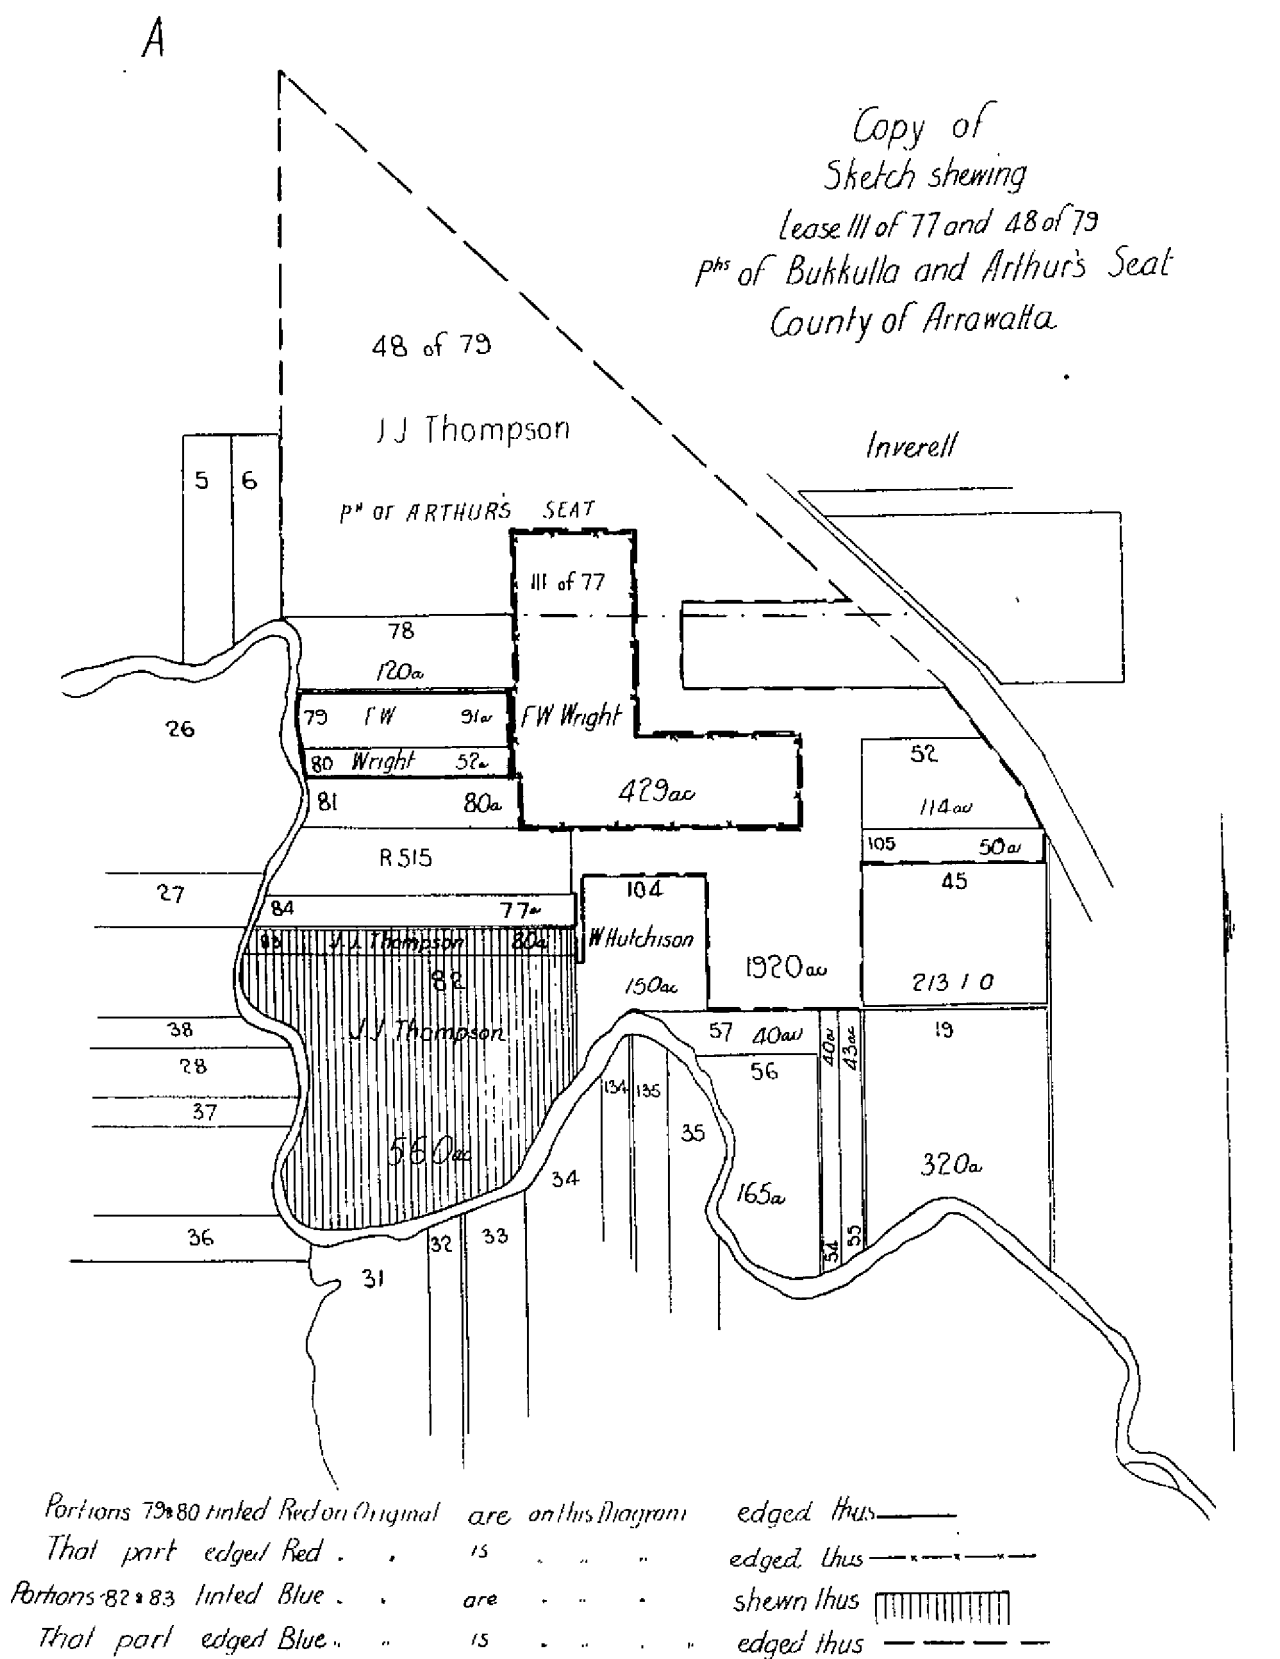 A
Copy of
Sketch shewing
Lease 111 of 77 and 48 of 79
Phs of Bukkulla and Arthur's Seat
County of Arrawatta
48 of 79
J J Thompson
Inverell
5 6
PH OF ARTHUR'S SEAT
111 of 77
78
120a
79 FW 91a
FW Wright
26
80 Wright 52a
52
81 80a
429ac
114ac
105 50a
R 515
27
104
45
84 77a
83 J.J. Thompson 80a
W Hutchison
82
150ac
1920ac
213 1 0
38
J.J. Thompson
57 40ac
40a
43ac
19
28
56
37
134 135
35
560ac
34
165a
320a
36
32 33
54
55
31
Portions 79&80 tinted Red on Original are on this Diagram edged thus
That part edged Red . . is . .. .. edged thus
Portions 82&83 tinted Blue . . are . .. . shewn thus
That part edged Blue .. .. is . . . .. edged thus